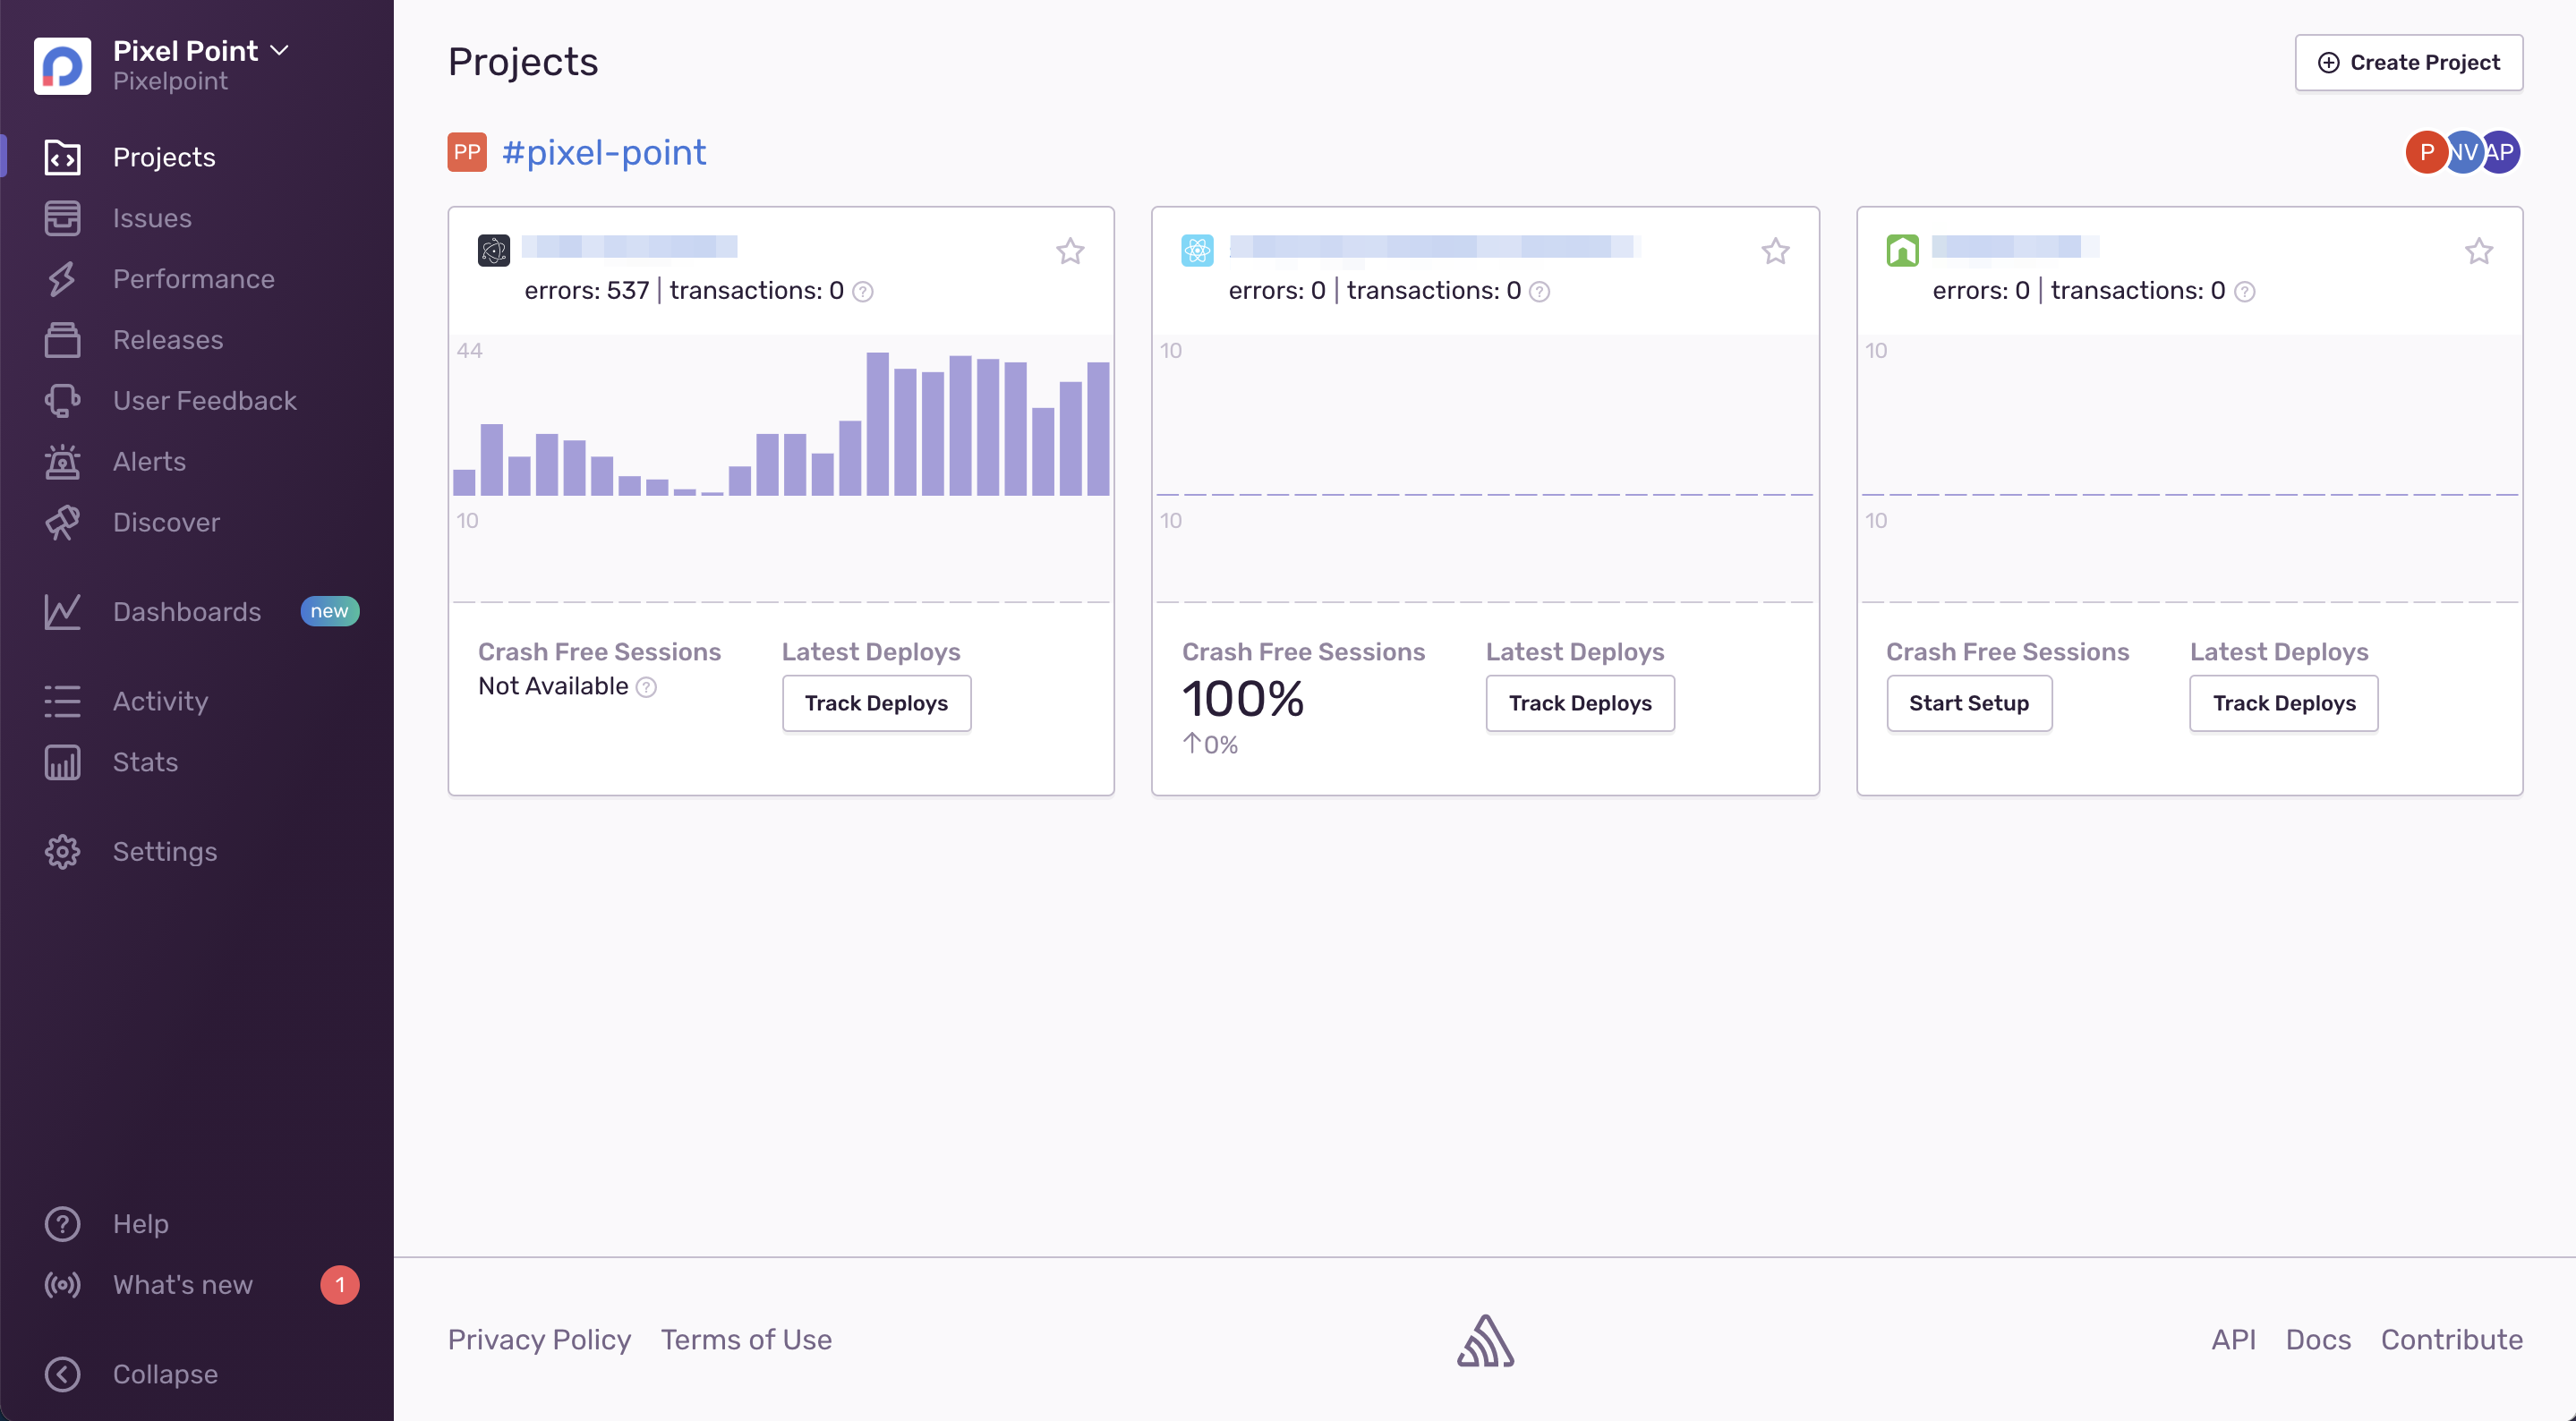 Pixel Point
Pixelpoint
Projects
Issues
Performance
Releases
User Feedback
Alerts
Discover
Dashboards new
Activity
Stats
Settings
Help
What's new 1
Collapse
Projects
Create Project
PP #pixel-point
P NV AP
errors: 537 | transactions: 0 ?
44
10
Crash Free Sessions
Not Available ?
Latest Deploys
Track Deploys
errors: 0 | transactions: 0 ?
10
10
Crash Free Sessions
100%
↑0%
Latest Deploys
Track Deploys
errors: 0 | transactions: 0 ?
10
10
Crash Free Sessions
Start Setup
Latest Deploys
Track Deploys
Privacy Policy Terms of Use
API Docs Contribute